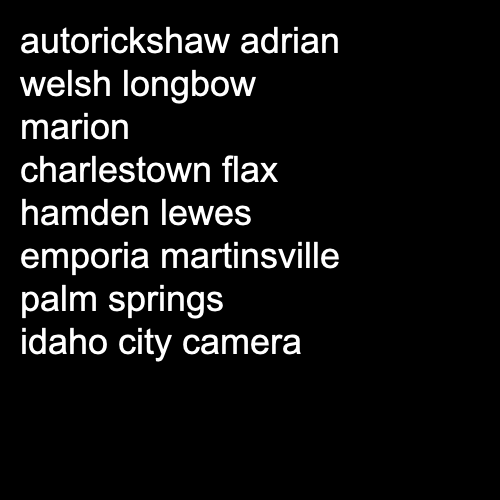 autorickshaw adrian
welsh longbow
marion
charlestown flax
hamden lewes
emporia martinsville
palm springs
idaho city camera